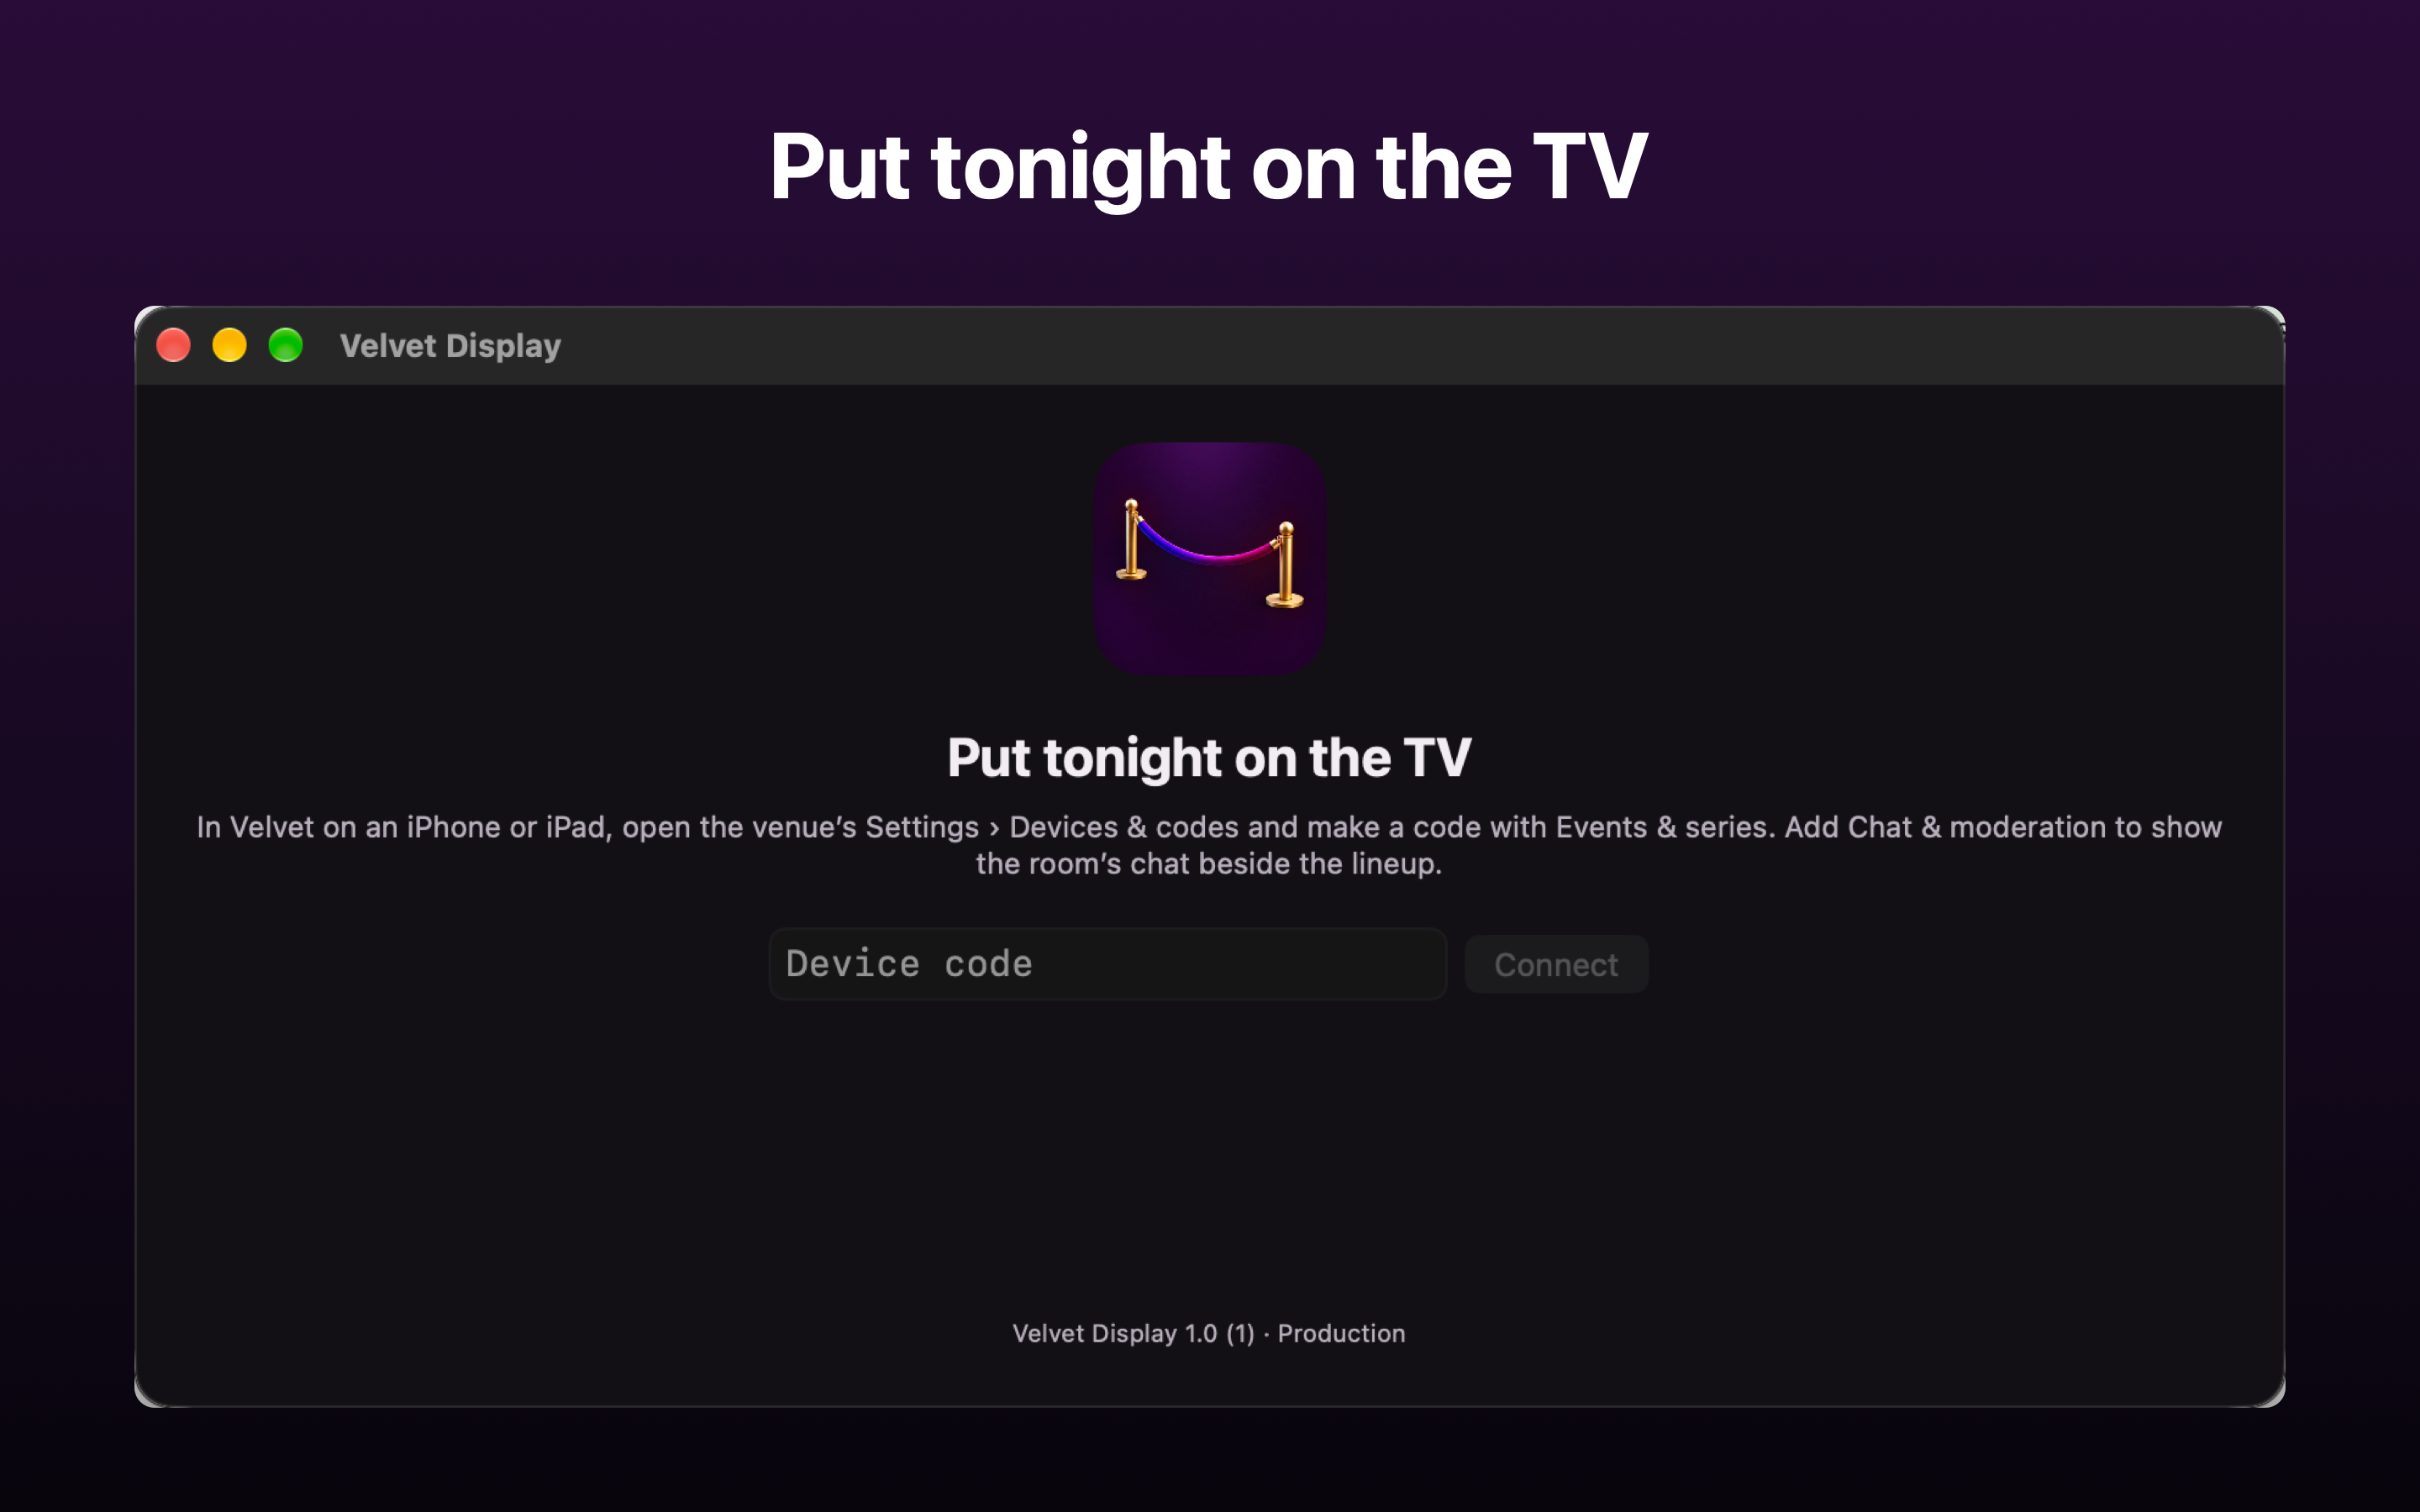 Put tonight on the TV
Velvet Display
Put tonight on the TV
In Velvet on an iPhone or iPad, open the venue’s Settings › Devices & codes and make a code with Events & series. Add Chat & moderation to show
the room’s chat beside the lineup.
Device code
Connect
Velvet Display 1.0 (1) · Production